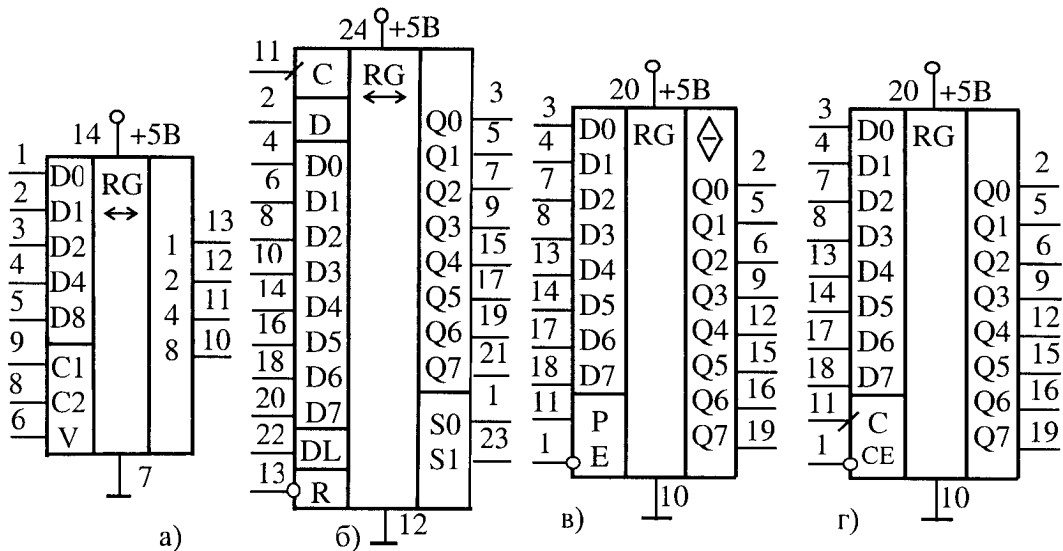 14 +5В
1 D0 RG
2 D1 ↔
3 D2 1 13
4 D4 2 12
5 D8 4 11
9 C1 8 10
8 C2
6 V
7
а)
24 +5В
11 C RG
2 D ↔
4 D0 Q0 3
6 D1 Q1 5
8 D2 Q2 7
10 D3 Q3 9
14 D4 Q4 15
16 D5 Q5 17
18 D6 Q6 19
20 D7 Q7 21
22 DL S0 1
13 R S1 23
12
б)
20 +5В
3 D0 RG
4 D1 Q0 2
7 D2 Q1 5
8 D3 Q2 6
13 D4 Q3 9
14 D5 Q4 12
17 D6 Q5 15
18 D7 Q6 16
11 P Q7 19
1 E
10
в)
20 +5В
3 D0 RG
4 D1 Q0 2
7 D2 Q1 5
8 D3 Q2 6
13 D4 Q3 9
14 D5 Q4 12
17 D6 Q5 15
18 D7 Q6 16
11 C Q7 19
1 CE
10
г)